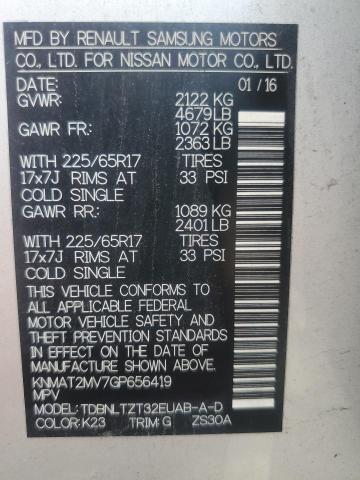 MFD BY RENAULT SAMSUNG MOTORS
CO., LTD. FOR NISSAN MOTOR CO., LTD.
DATE: 01 / 16
GVWR: 2122 KG
4679LB
GAWR FR: 1072 KG
2363LB
WITH 225/65R17 TIRES
17x7J RIMS AT 33 PSI
COLD SINGLE
GAWR RR: 1089 KG
2401LB
WITH 225/65R17 TIRES
17x7J RIMS AT 33 PSI
COLD SINGLE
THIS VEHICLE CONFORMS TO
ALL APPLICABLE FEDERAL
MOTOR VEHICLE SAFETY AND
THEFT PREVENTION STANDARDS
IN EFFECT ON THE DATE OF
MANUFACTURE SHOWN ABOVE.
KNMAT2MV7GP656419
MPV
MODEL: TDBNLTZT32EUAB-A-D
COLOR:K23 TRIM:G ZS30A